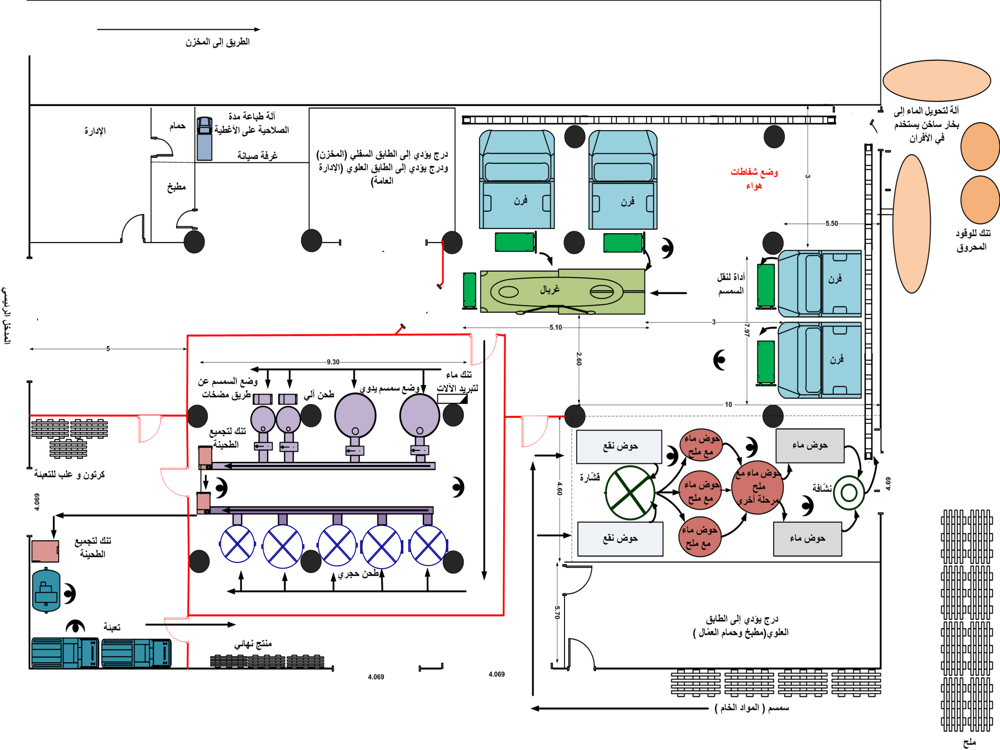 الطريق إلى المخزن
الإدارة
حمام
مطبخ
آلة طباعة مدة
الصلاحية على الأغطية
غرفة صيانة
درج يؤدي إلى الطابق السفلي (المخزن)
ودرج يؤدي إلى الطابق العلوي (الإدارة
العامة)
فرن
فرن
وضع شفاطات
هواء
3
5.50
آلة لتحويل الماء إلى
بخار ساخن يستخدم
في الأفران
تنك للوقود
المحروق
المدخل الرئيسي
غربال
أداة لنقل
السمسم
فرن
فرن
5.10
3
7.97
2.60
10
5
9.30
وضع السمسم عن
طريق مضخات
طحن آلي
وضع سمسم يدوي
تنك ماء
لتبريد الآلات
تنك لتجميع
الطحينة
كرتون و علب للتعبئة
4.069
تنك لتجميع
الطحينة
طحن حجري
تعبئة
منتج نهائي
4.069
4.069
حوض نقع
قشّارة
حوض نقع
حوض ماء
مع ملح
حوض ماء
مع ملح
حوض ماء
مع ملح
حوض ماء مع
ملح
مرحلة أخرى
حوض ماء
حوض ماء
نشّافة
4.69
4.60
5.70
درج يؤدي إلى الطابق
العلوي(مطبخ وحمام العمّال )
سمسم ( المواد الخام )
ملح